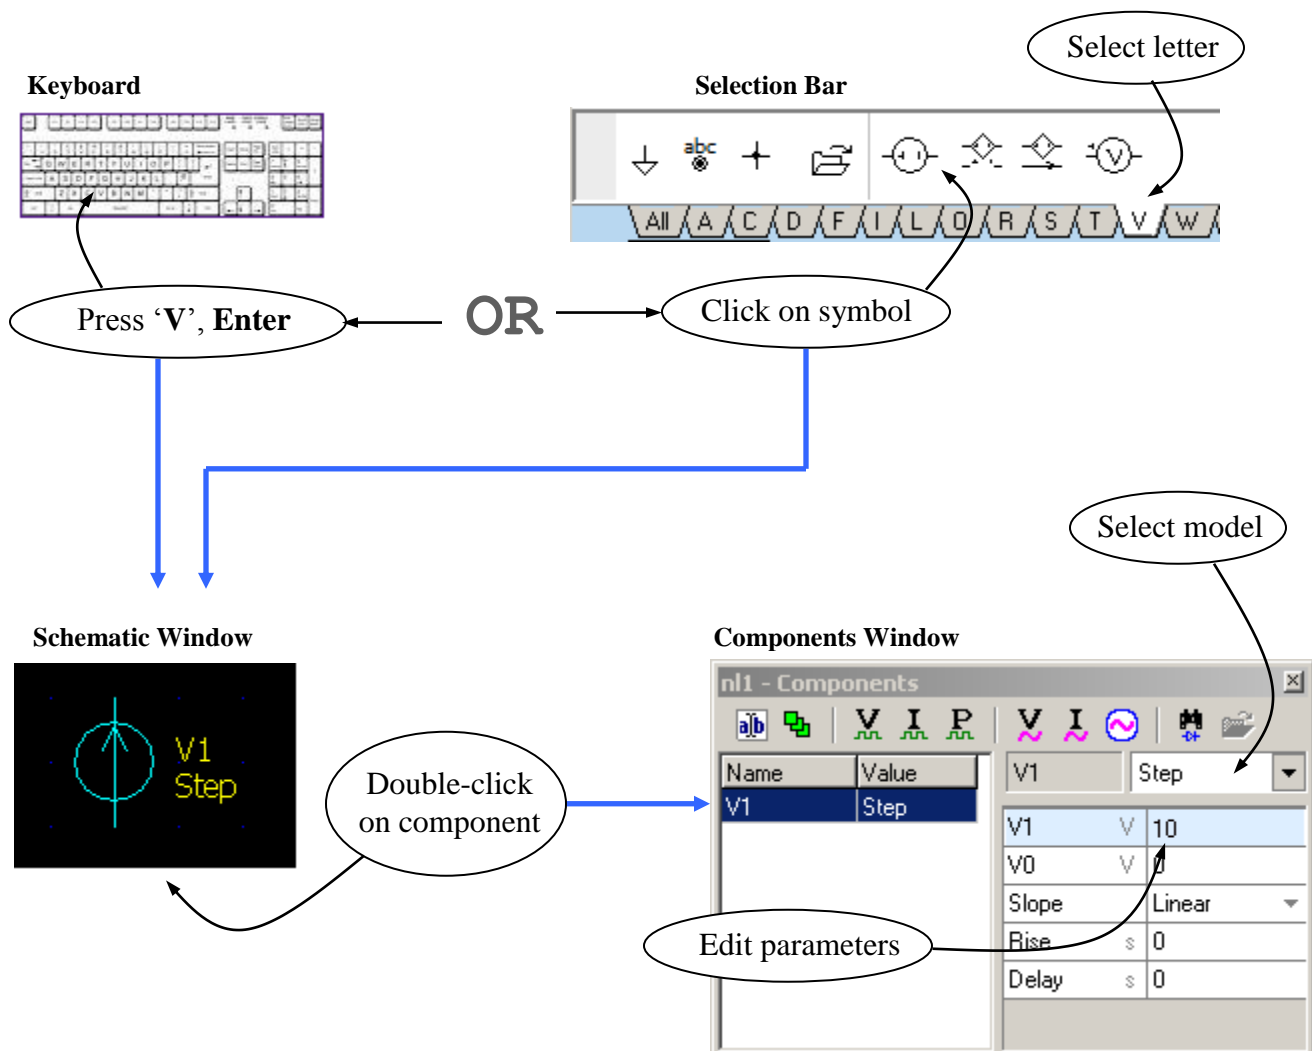 Select letter
Keyboard
Selection Bar
abc
V
All A C D F I L O R S T V W
Press ‘V’, Enter
OR
Click on symbol
Select model
Schematic Window
Components Window
nl1 - Components
a b V I P V I
V1
Step
Double-click
on component
Name Value V1 Step
V1 Step
V1 V 10
V0 V 0
Slope Linear
Edit parameters
Rise s 0
Delay s 0